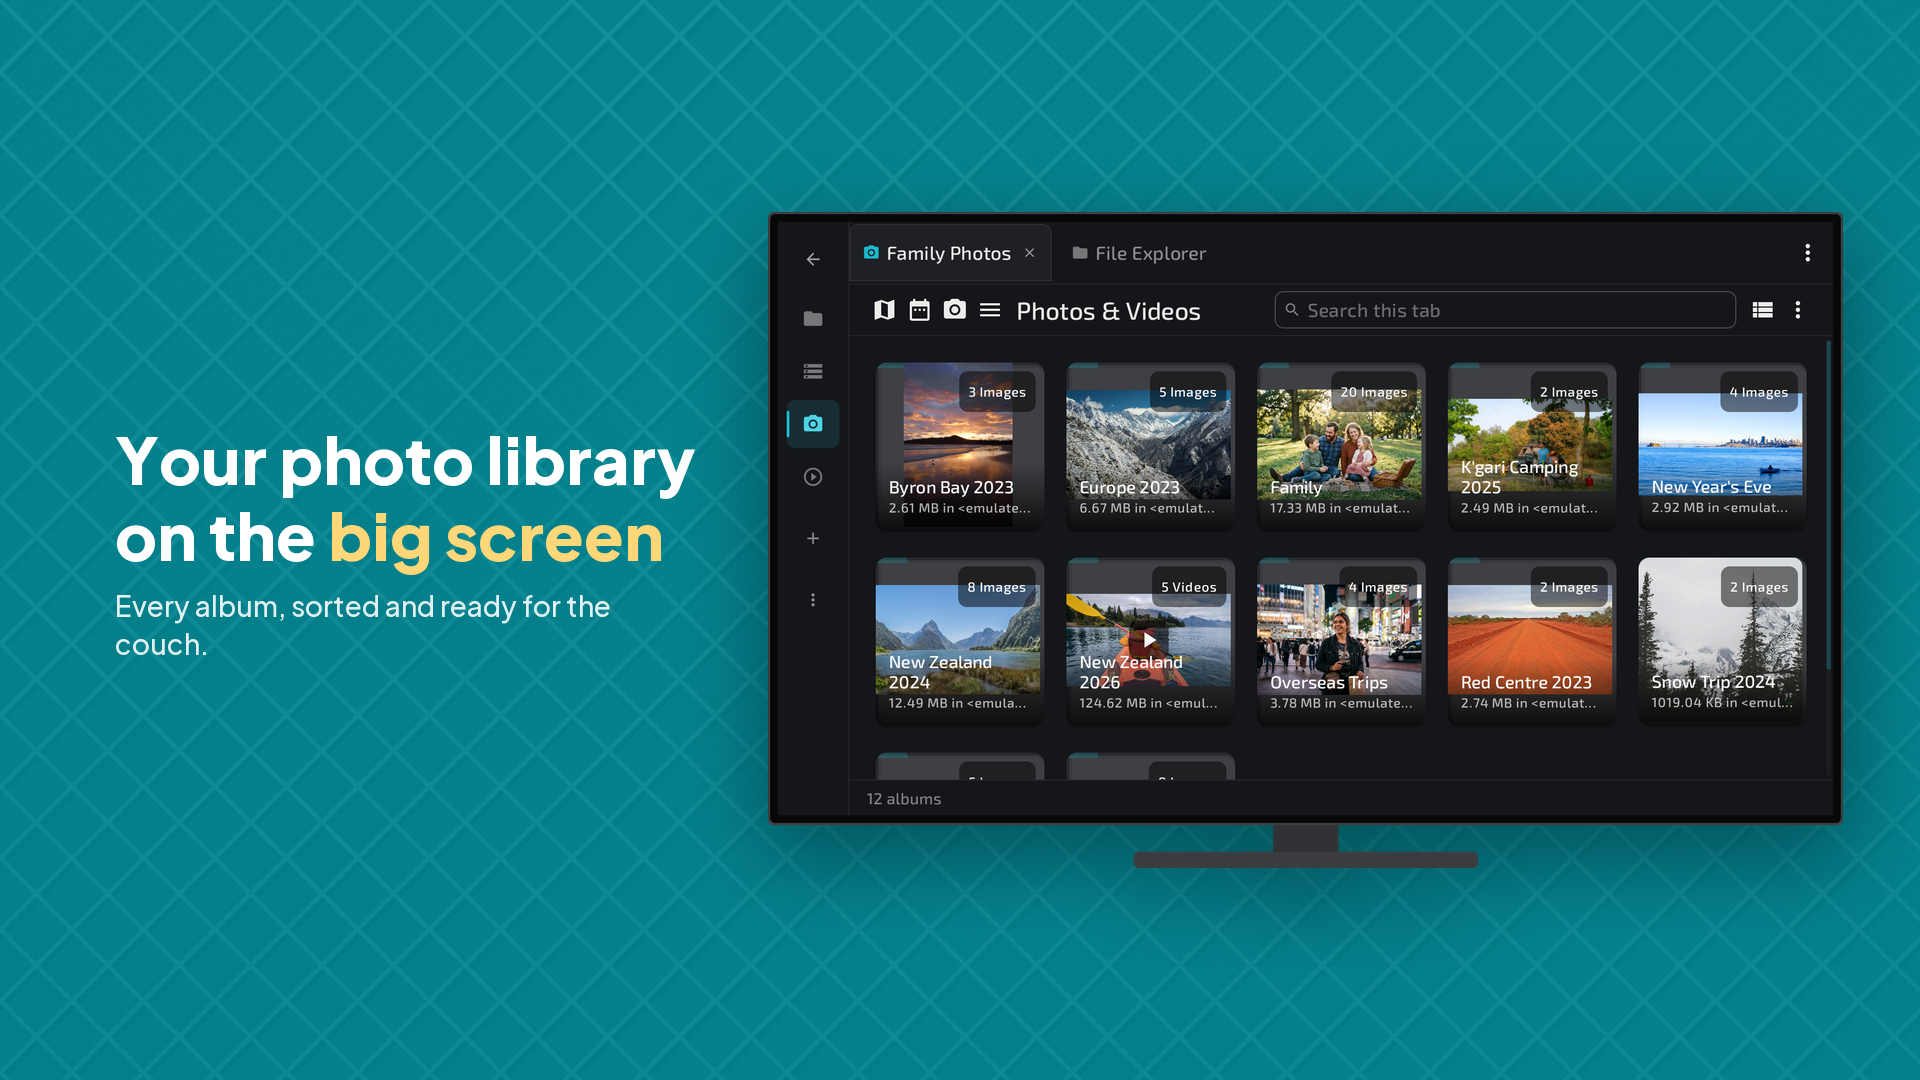 Your photo library
on the big screen
Every album, sorted and ready for the
couch.
Family Photos
File Explorer
Photos & Videos
Search this tab
3 Images
Byron Bay 2023
2.61 MB in <emulate...
5 Images
Europe 2023
6.67 MB in <emulat...
20 Images
Family
17.33 MB in <emulat...
2 Images
K'gari Camping
2025
2.49 MB in <emulat...
4 Images
New Year's Eve
2.92 MB in <emulat...
8 Images
New Zealand
2024
12.49 MB in <emula...
5 Videos
New Zealand
2026
124.62 MB in <emul...
4 Images
Overseas Trips
3.78 MB in <emulate...
2 Images
Red Centre 2023
2.74 MB in <emulat...
2 Images
Snow Trip 2024
1019.04 KB in <emul...
12 albums